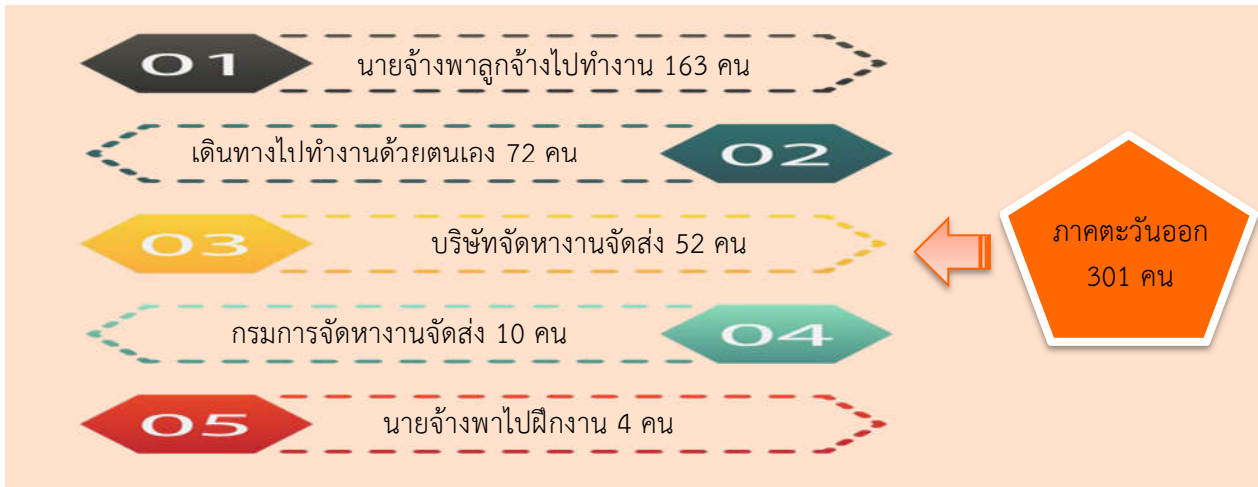 01
นายจ้างพาลูกจ้างไปทำงาน 163 คน
เดินทางไปทำงานด้วยตนเอง 72 คน
02
03
บริษัทจัดหางานจัดส่ง 52 คน
กรมการจัดหางานจัดส่ง 10 คน
04
05
นายจ้างพาไปฝึกงาน 4 คน
ภาคตะวันออก
301 คน